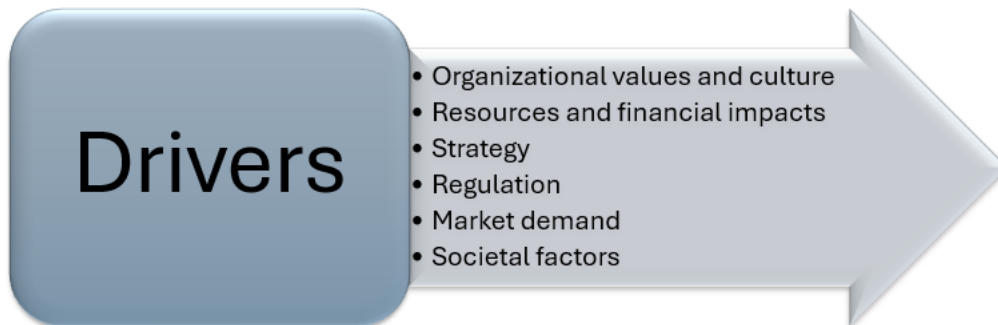 Drivers
• Organizational values and culture
• Resources and financial impacts
• Strategy
• Regulation
• Market demand
• Societal factors